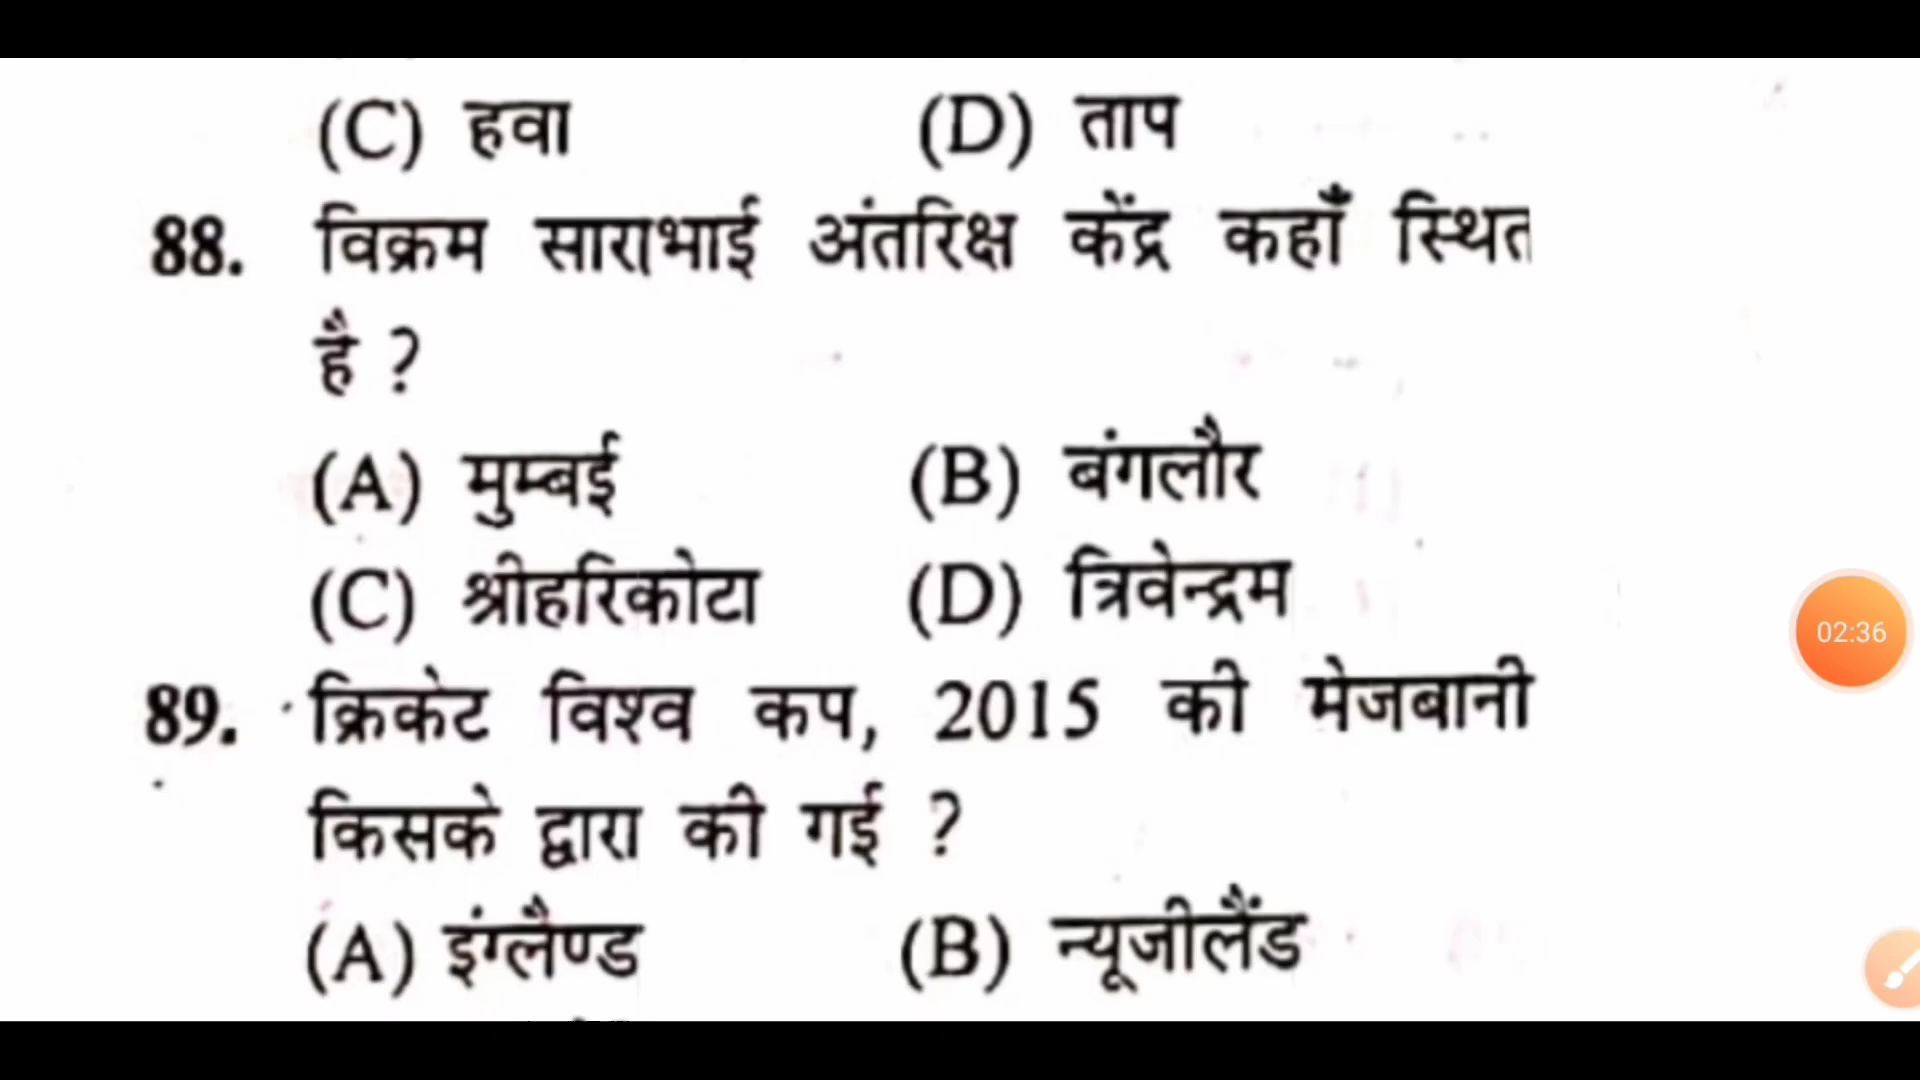 (C) हवा (D) ताप
88. विक्रम साराभाई अंतरिक्ष केंद्र कहाँ स्थित
है ?
(A) मुम्बई (B) बंगलौर
(C) श्रीहरिकोटा (D) त्रिवेन्द्रम
02:36
89. क्रिकेट विश्व कप, 2015 की मेजबानी
किसके द्वारा की गई ?
(A) इंग्लैण्ड (B) न्यूजीलैंड